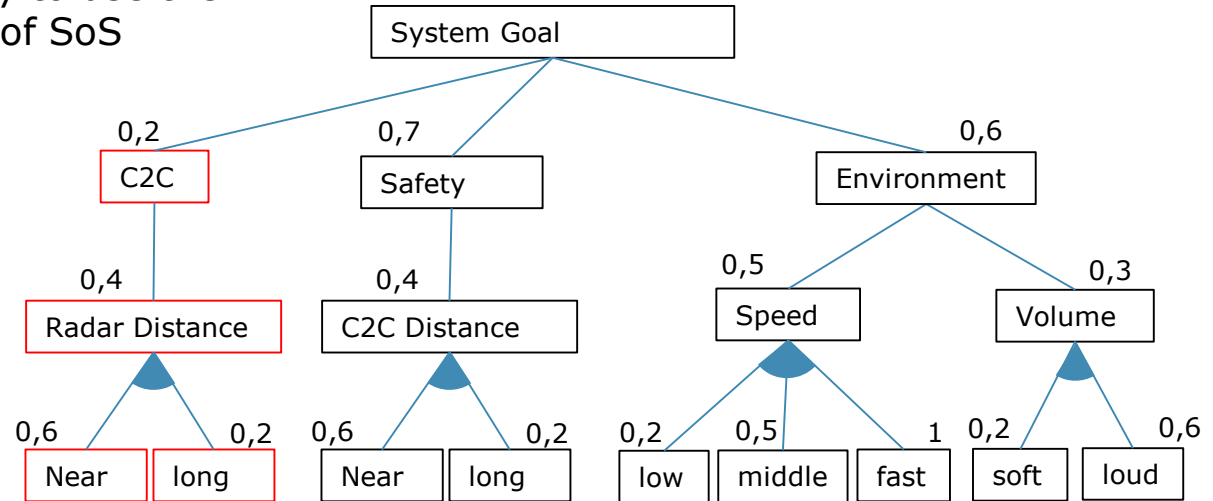 of SoS
System Goal
0,2
0,7
0,6
C2C
Safety
Environment
0,4
0,4
0,5
0,3
Radar Distance
C2C Distance
Speed
Volume
0,6
0,2
0,6
0,2
0,2
0,5
1
0,2
0,6
Near
long
Near
long
low
middle
fast
soft
loud